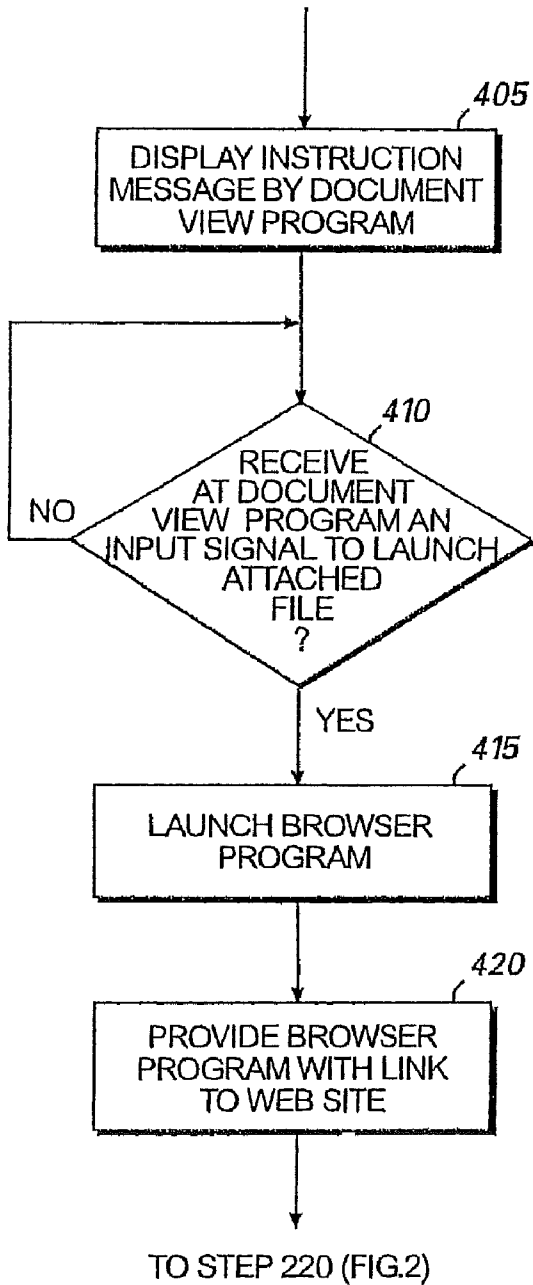 405
DISPLAY INSTRUCTION
MESSAGE BY DOCUMENT
VIEW PROGRAM
410
RECEIVE
AT DOCUMENT
VIEW PROGRAM AN
INPUT SIGNAL TO LAUNCH
ATTACHED
FILE
?
NO
YES
415
LAUNCH BROWSER
PROGRAM
420
PROVIDE BROWSER
PROGRAM WITH LINK
TO WEB SITE
TO STEP 220 (FIG.2)